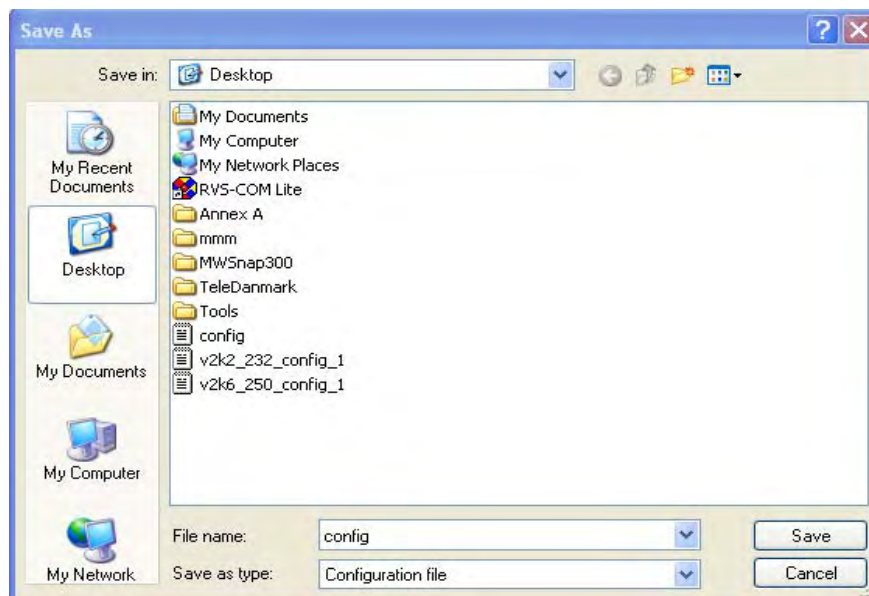 Save As
Save in:
Desktop
My Recent
Documents
Desktop
My Documents
My Computer
My Network
My Documents
My Computer
My Network Places
RVS-COM Lite
Annex A
mmm
MWSnap300
TeleDanmark
Tools
config
v2k2_232_config_1
v2k6_250_config_1
File name:
config
Save
Save as type:
Configuration file
Cancel